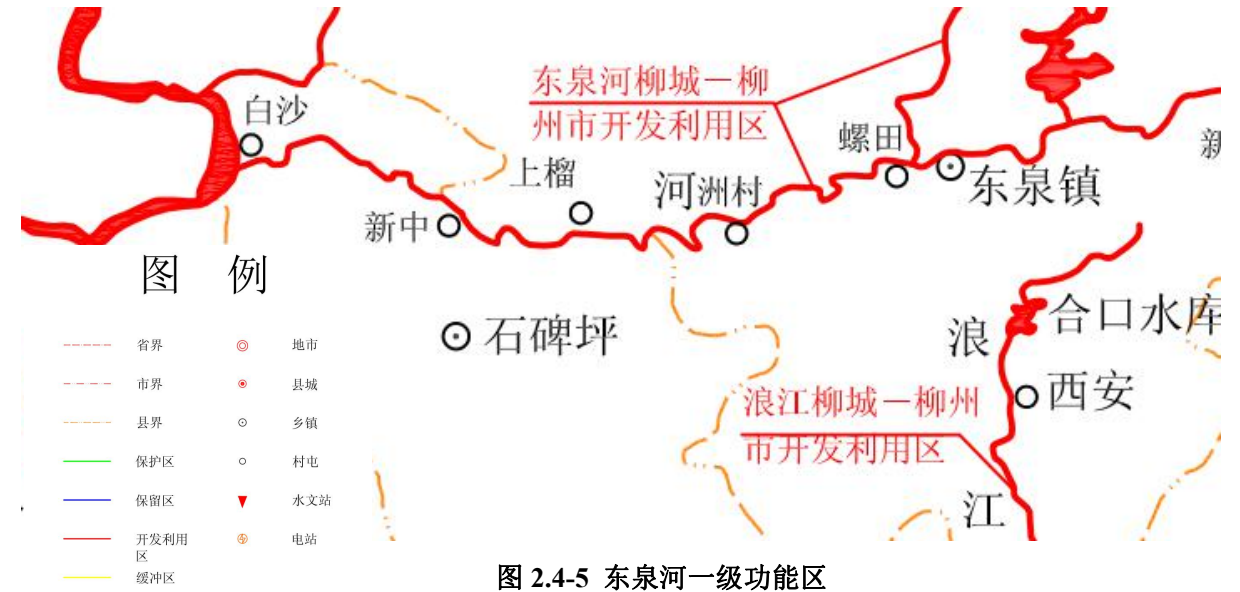 东泉河柳城－柳
州市开发利用区
白沙
螺田
新
上榴
河洲村
东泉镇
新中
图 例
合口水库
石碑坪
浪
省界
地市
市界
县城
西安
浪江柳城－柳州
市开发利用区
县界
乡镇
保护区
村屯
保留区
水文站
江
开发利用
区
电站
缓冲区
图 2.4-5 东泉河一级功能区